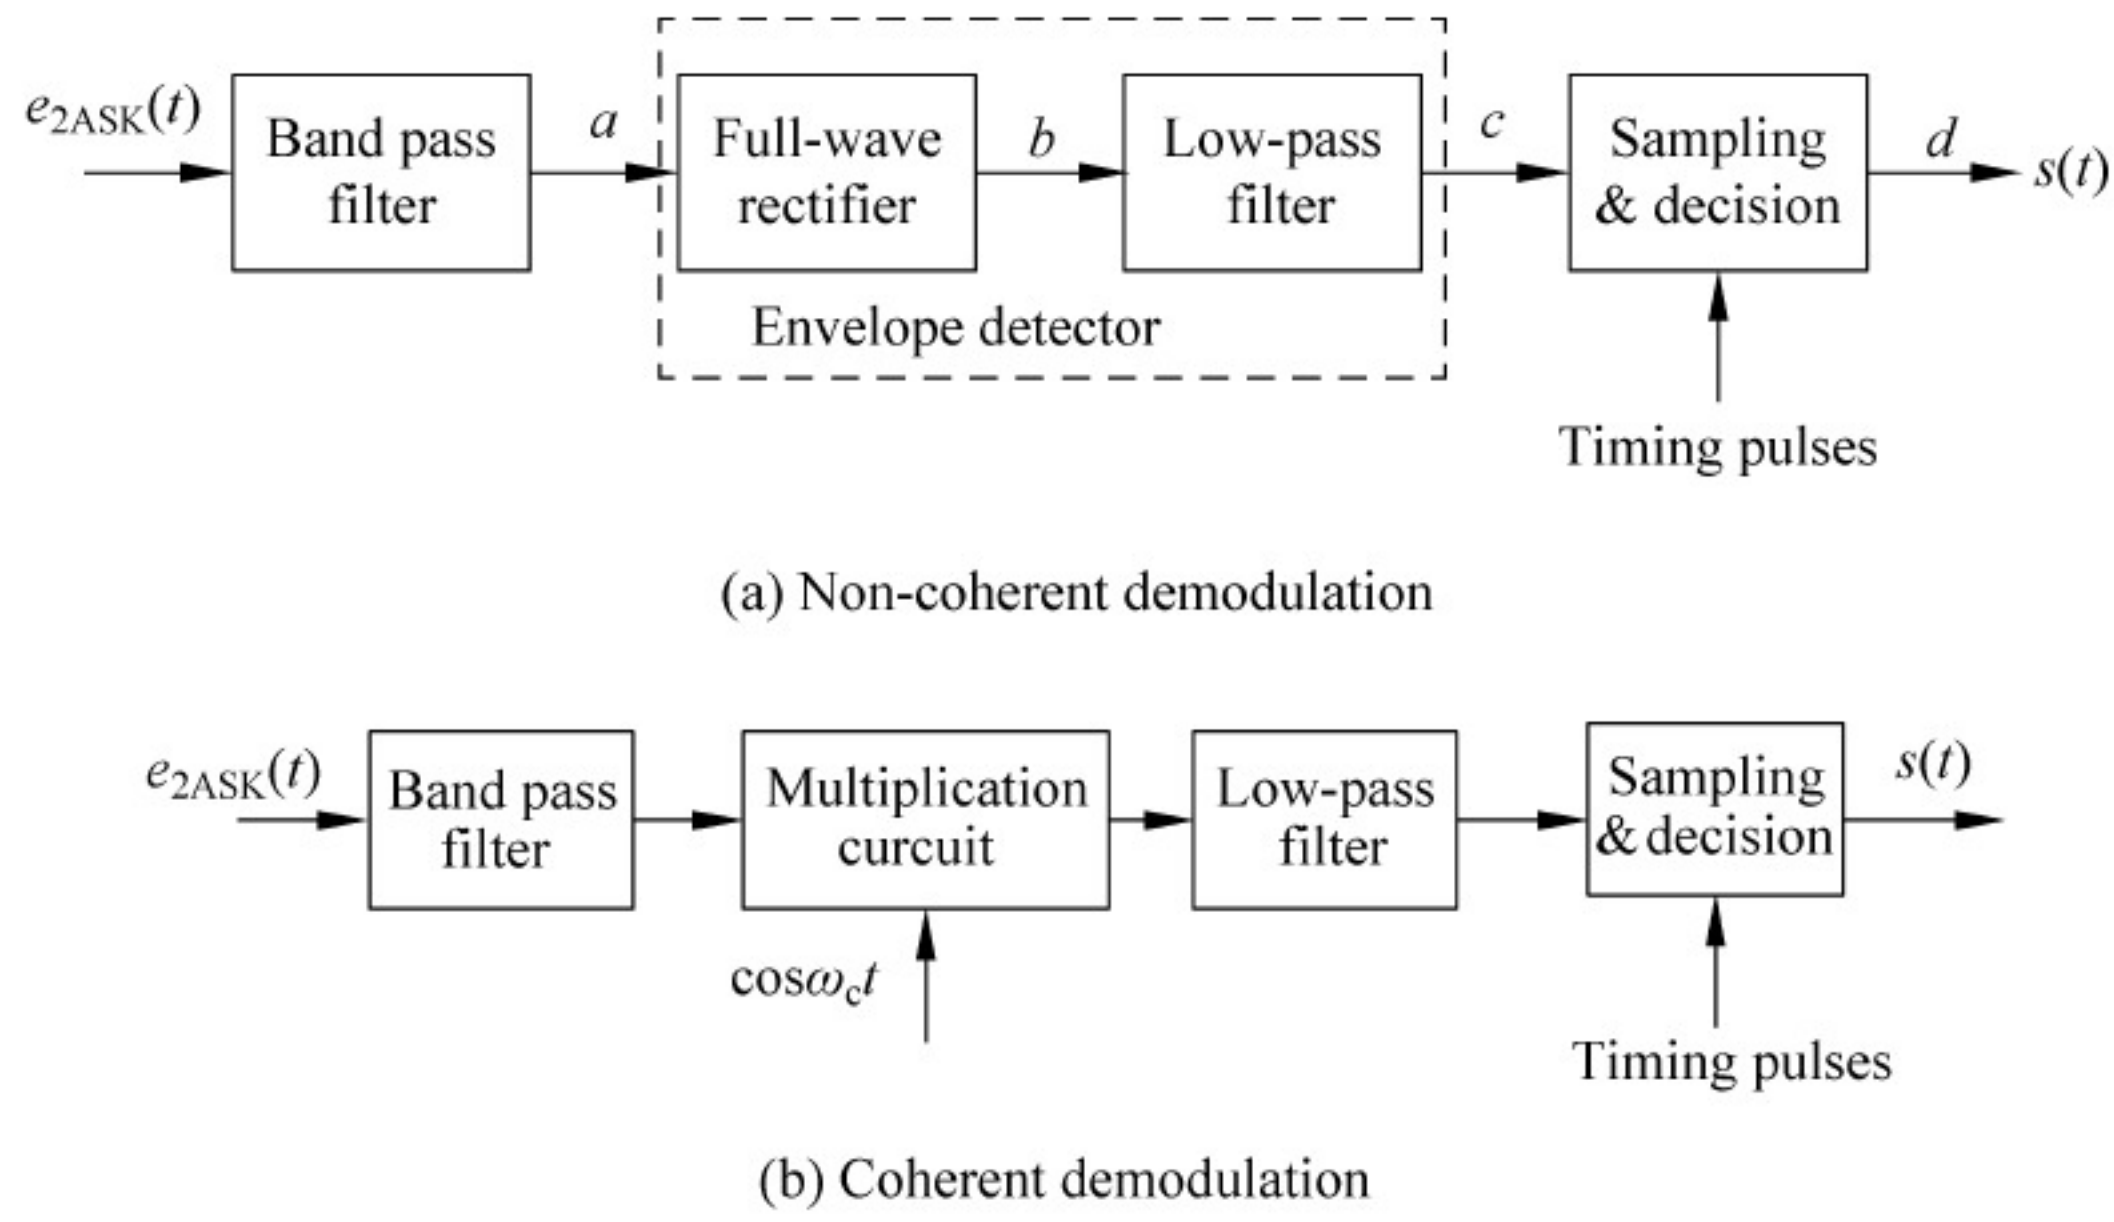 e2ASK(t)
Band pass
filter
a
Full-wave
rectifier
b
Low-pass
filter
c
Sampling
& decision
d
s(t)
Envelope detector
Timing pulses
(a) Non-coherent demodulation
e2ASK(t)
Band pass
filter
Multiplication
curcuit
Low-pass
filter
Sampling
& decision
s(t)
cosωct
Timing pulses
(b) Coherent demodulation